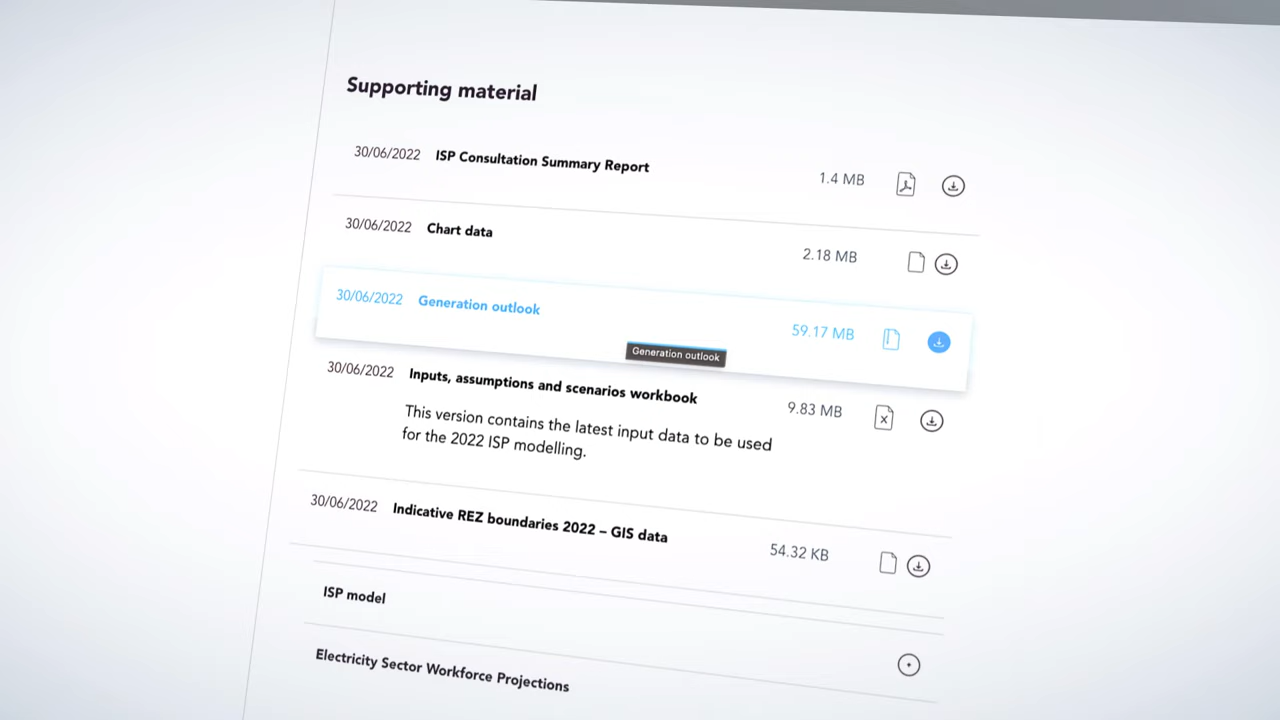 Supporting material
30/06/2022 ISP Consultation Summary Report 1.4 MB
30/06/2022 Chart data 2.18 MB
30/06/2022 Generation outlook 59.17 MB
Generation outlook
30/06/2022 Inputs, assumptions and scenarios workbook 9.83 MB
This version contains the latest input data to be used
for the 2022 ISP modelling.
30/06/2022 Indicative REZ boundaries 2022 – GIS data 54.32 KB
ISP model
Electricity Sector Workforce Projections